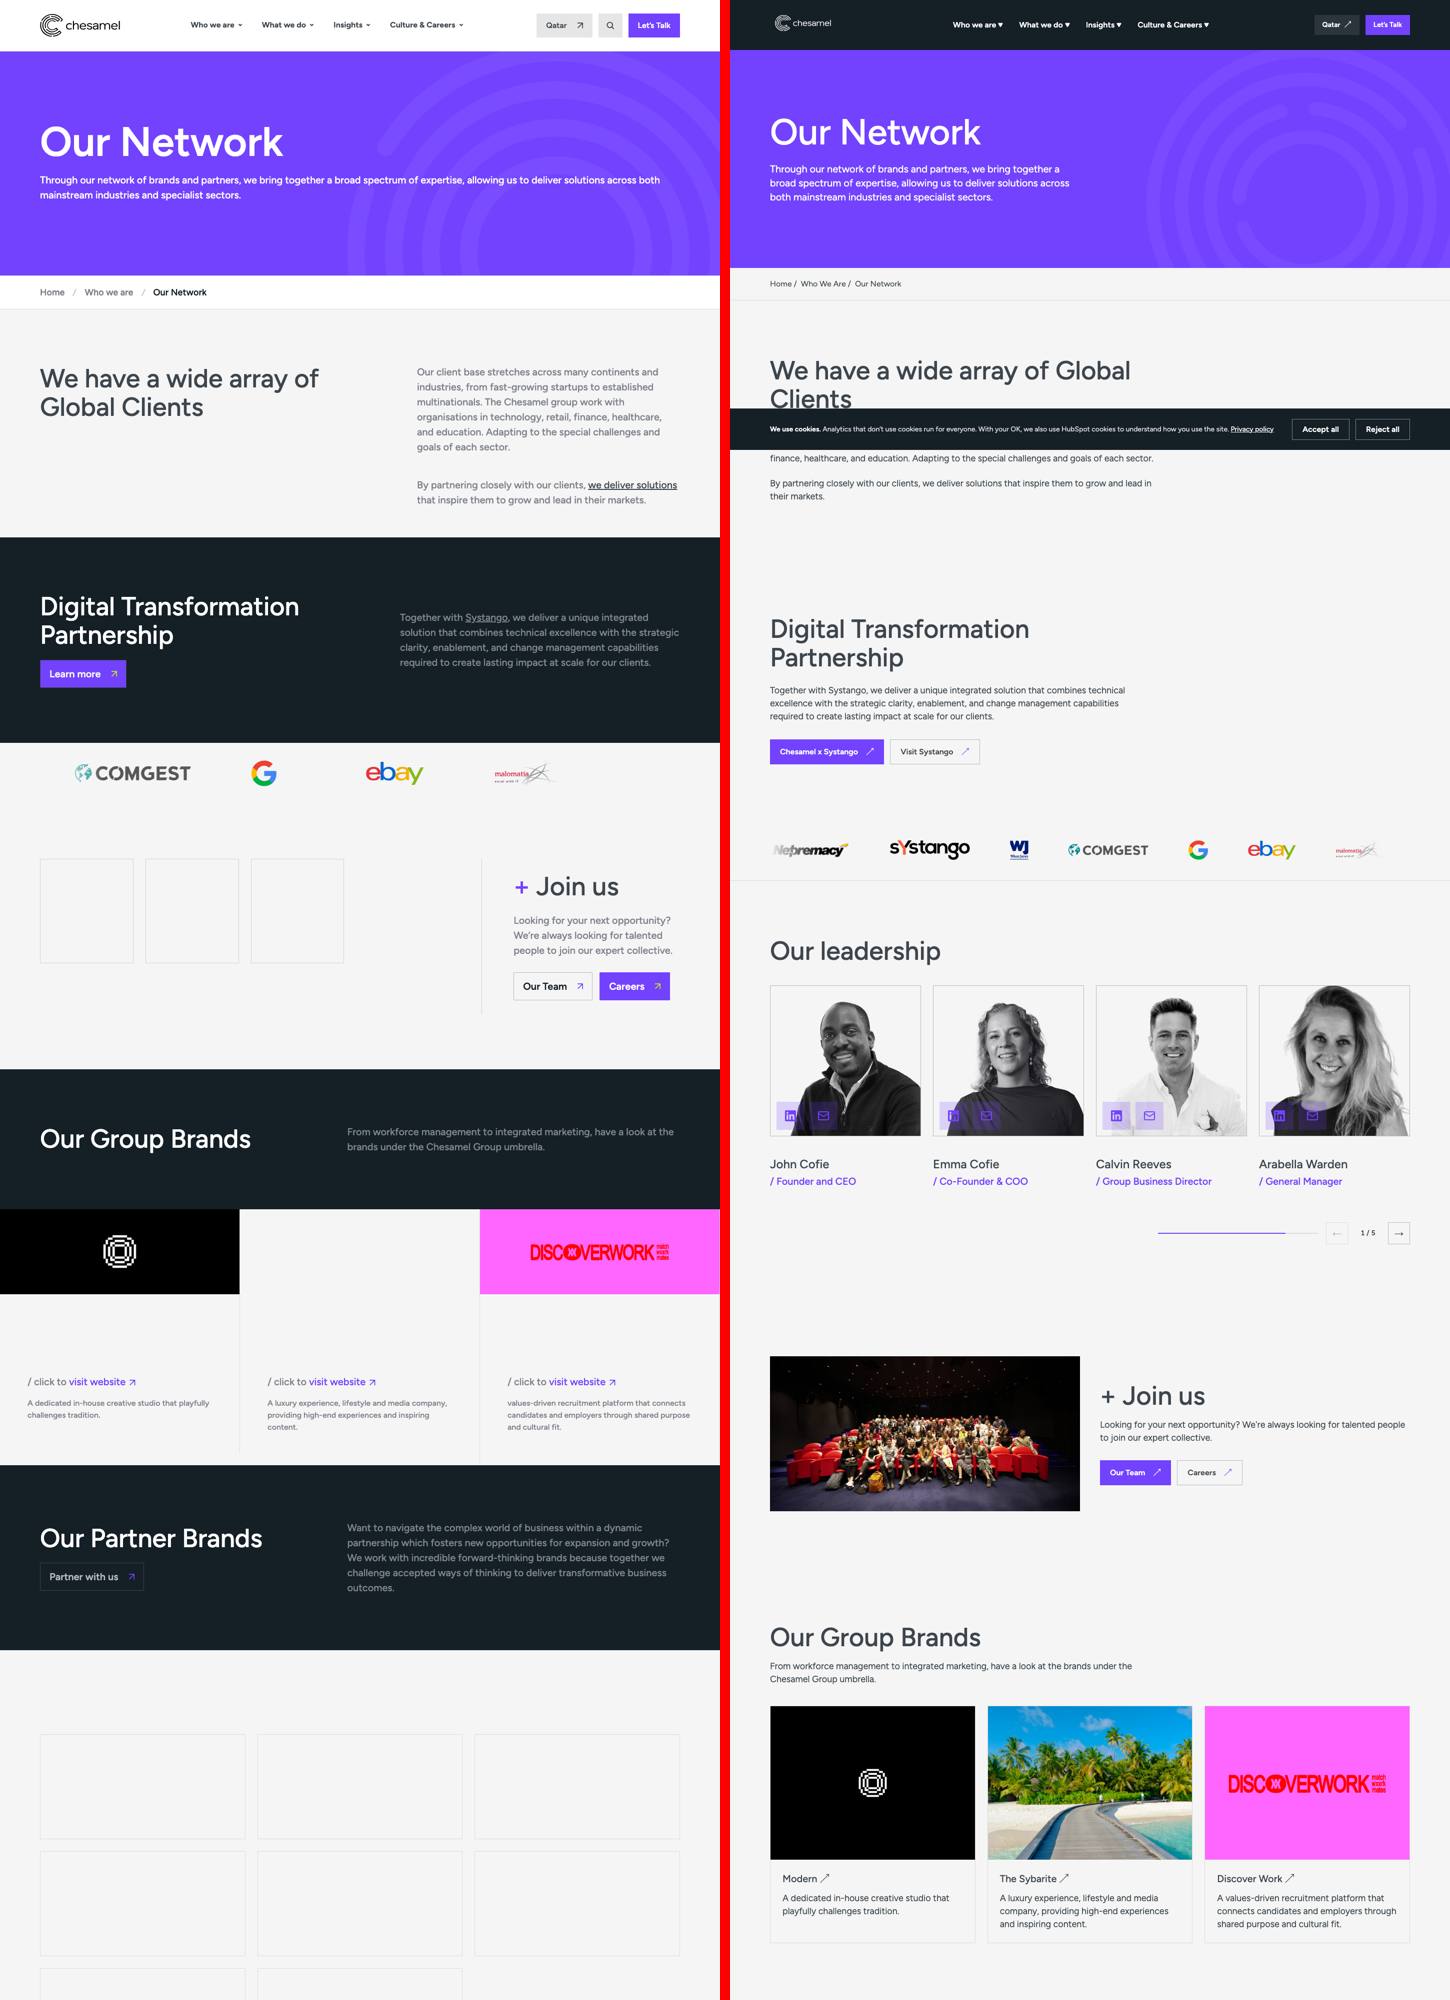 chesamel
Who we are
What we do
Insights
Culture & Careers
Qatar
Let's Talk
Our Network
Through our network of brands and partners, we bring together a broad spectrum of expertise, allowing us to deliver solutions across both
mainstream industries and specialist sectors.
Home / Who we are / Our Network
We have a wide array of
Global Clients
Our client base stretches across many continents and
industries, from fast-growing startups to established
multinationals. The Chesamel group work with
organisations in technology, retail, finance, healthcare,
and education. Adapting to the special challenges and
goals of each sector.
By partnering closely with our clients, we deliver solutions
that inspire them to grow and lead in their markets.
Digital Transformation
Partnership
Learn more
Together with Systango, we deliver a unique integrated
solution that combines technical excellence with the strategic
clarity, enablement, and change management capabilities
required to create lasting impact at scale for our clients.
COMGEST
G
ebay
malomatia
+ Join us
Looking for your next opportunity?
We're always looking for talented
people to join our expert collective.
Our Team
Careers
Our Group Brands
From workforce management to integrated marketing, have a look at the
brands under the Chesamel Group umbrella.
DISCOVERWORK match work mates
/ click to visit website
A dedicated in-house creative studio that playfully
challenges tradition.
/ click to visit website
A luxury experience, lifestyle and media company,
providing high-end experiences and inspiring
content.
/ click to visit website
values-driven recruitment platform that connects
candidates and employers through shared purpose
and cultural fit.
Our Partner Brands
Partner with us
Want to navigate the complex world of business within a dynamic
partnership which fosters new opportunities for expansion and growth?
We work with incredible forward-thinking brands because together we
challenge accepted ways of thinking to deliver transformative business
outcomes.
chesamel
Who we are
What we do
Insights
Culture & Careers
Qatar
Let's Talk
Our Network
Through our network of brands and partners, we bring together a
broad spectrum of expertise, allowing us to deliver solutions across
both mainstream industries and specialist sectors.
Home / Who We Are / Our Network
We have a wide array of Global
Clients
We use cookies. Analytics that don't use cookies run for everyone. With your OK, we also use HubSpot cookies to understand how you use the site. Privacy policy
Accept all
Reject all
finance, healthcare, and education. Adapting to the special challenges and goals of each sector.
By partnering closely with our clients, we deliver solutions that inspire them to grow and lead in
their markets.
Digital Transformation
Partnership
Together with Systango, we deliver a unique integrated solution that combines technical
excellence with the strategic clarity, enablement, and change management capabilities
required to create lasting impact at scale for our clients.
Chesamel x Systango
Visit Systango
Netpremacy
sYstango
WJ
COMGEST
G
ebay
malomatia
Our leadership
John Cofie
/ Founder and CEO
Emma Cofie
/ Co-Founder & COO
Calvin Reeves
/ Group Business Director
Arabella Warden
/ General Manager
1 / 5
+ Join us
Looking for your next opportunity? We're always looking for talented people
to join our expert collective.
Our Team
Careers
Our Group Brands
From workforce management to integrated marketing, have a look at the brands under the
Chesamel Group umbrella.
DISCOVERWORK match work mates
Modern
A dedicated in-house creative studio that
playfully challenges tradition.
The Sybarite
A luxury experience, lifestyle and media
company, providing high-end experiences
and inspiring content.
Discover Work
A values-driven recruitment platform that
connects candidates and employers through
shared purpose and cultural fit.